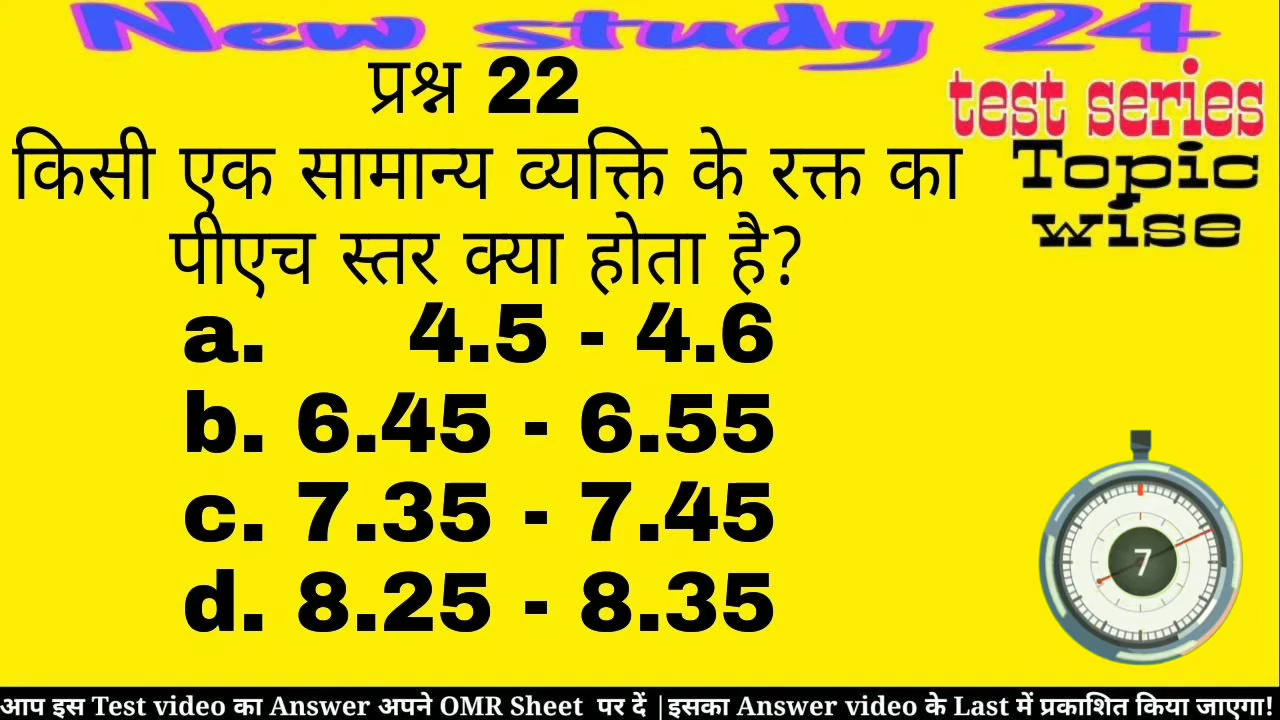 New study 24
प्रश्न 22
test series
Topic
wise
किसी एक सामान्य व्यक्ति के रक्त का
पीएच स्तर क्या होता है?
a. 4.5 - 4.6
b. 6.45 - 6.55
c. 7.35 - 7.45
d. 8.25 - 8.35
7
आप इस Test video का Answer अपने OMR Sheet पर दें |इसका Answer video के Last में प्रकाशित किया जाएगा!